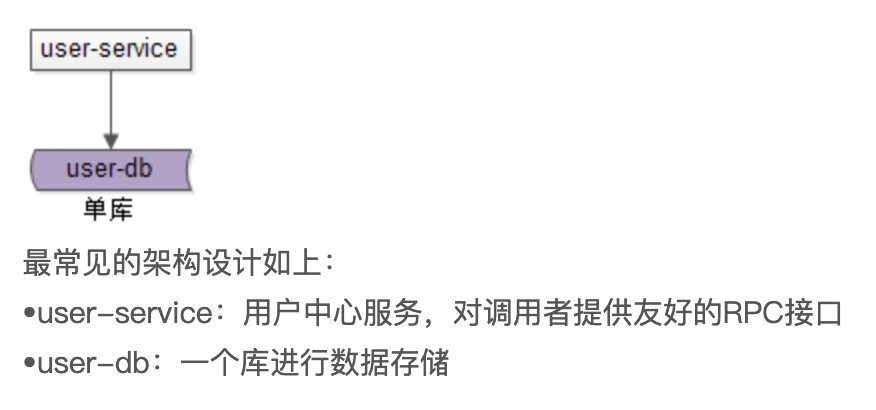 user-service
user-db
单库
最常见的架构设计如上：
•user-service：用户中心服务，对调用者提供友好的RPC接口
•user-db：一个库进行数据存储